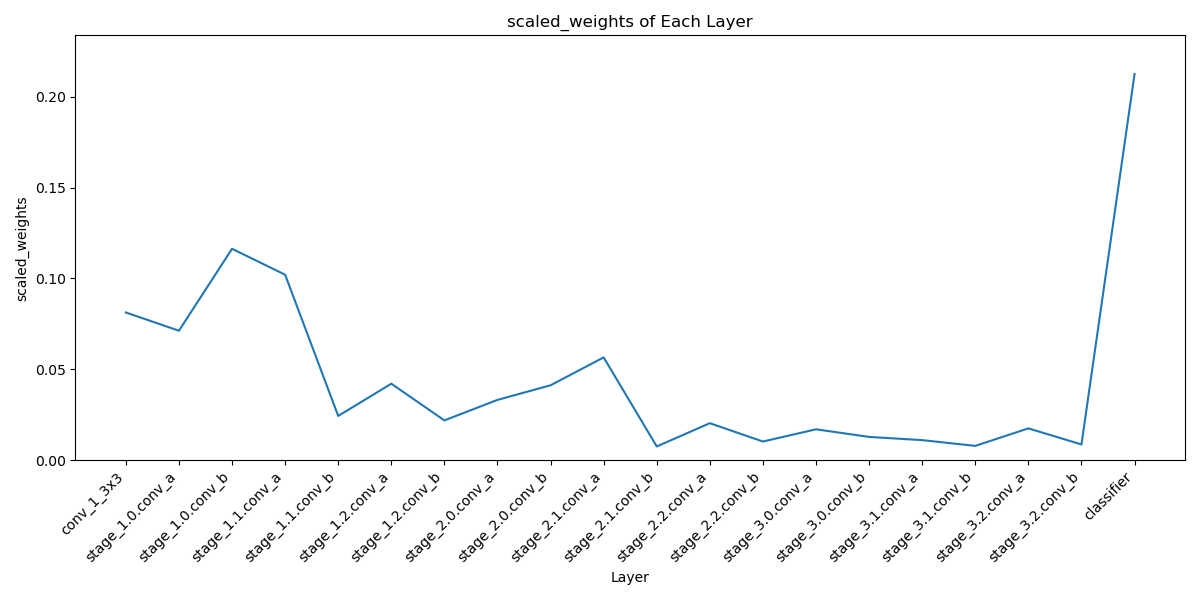 scaled_weights of Each Layer
scaled_weights
0.20
0.15
0.10
0.05
0.00
conv_1_3x3
stage_1.0.conv_a
stage_1.0.conv_b
stage_1.1.conv_a
stage_1.1.conv_b
stage_1.2.conv_a
stage_1.2.conv_b
stage_2.0.conv_a
stage_2.0.conv_b
stage_2.1.conv_a
stage_2.1.conv_b
stage_2.2.conv_a
stage_2.2.conv_b
stage_3.0.conv_a
stage_3.0.conv_b
stage_3.1.conv_a
stage_3.1.conv_b
stage_3.2.conv_a
stage_3.2.conv_b
classifier
Layer